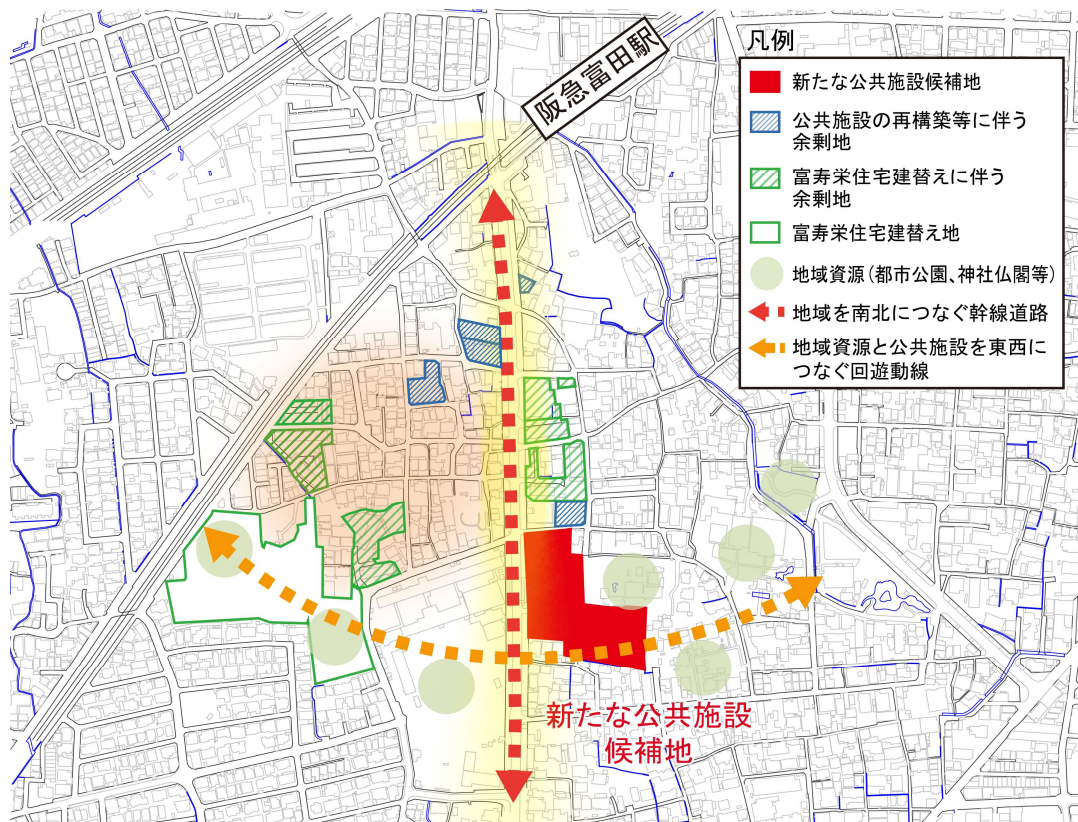 阪急富田駅
凡例
新たな公共施設候補地
公共施設の再構築等に伴う
余剰地
富寿栄住宅建替えに伴う
余剰地
富寿栄住宅建替え地
地域資源(都市公園、神社仏閣等)
地域を南北につなぐ幹線道路
地域資源と公共施設を東西に
つなぐ回遊動線
新たな公共施設
候補地